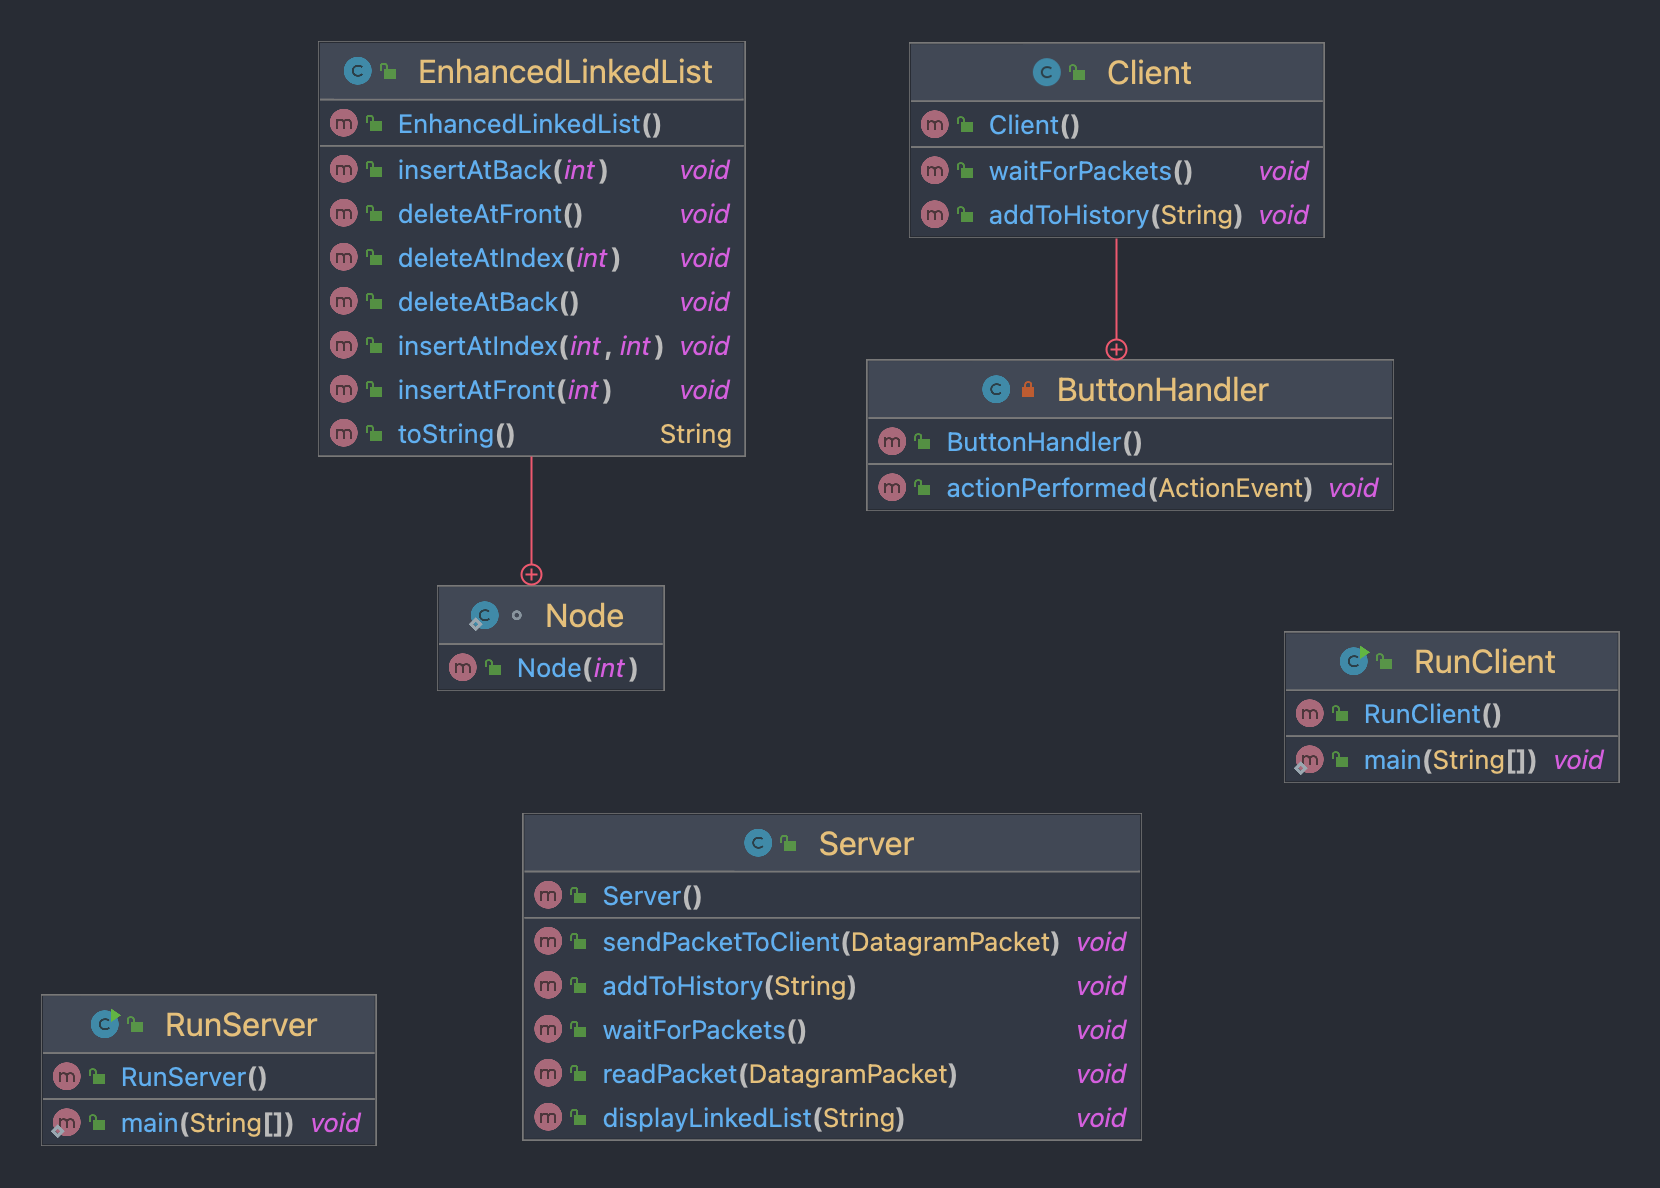 EnhancedLinkedList
EnhancedLinkedList()
insertAtBack(int) void
deleteAtFront() void
deleteAtIndex(int) void
deleteAtBack() void
insertAtIndex(int, int) void
insertAtFront(int) void
toString() String
Client
Client()
waitForPackets() void
addToHistory(String) void
ButtonHandler
ButtonHandler()
actionPerformed(ActionEvent) void
Node
Node(int)
RunClient
RunClient()
main(String[]) void
Server
Server()
sendPacketToClient(DatagramPacket) void
addToHistory(String) void
waitForPackets() void
readPacket(DatagramPacket) void
displayLinkedList(String) void
RunServer
RunServer()
main(String[]) void